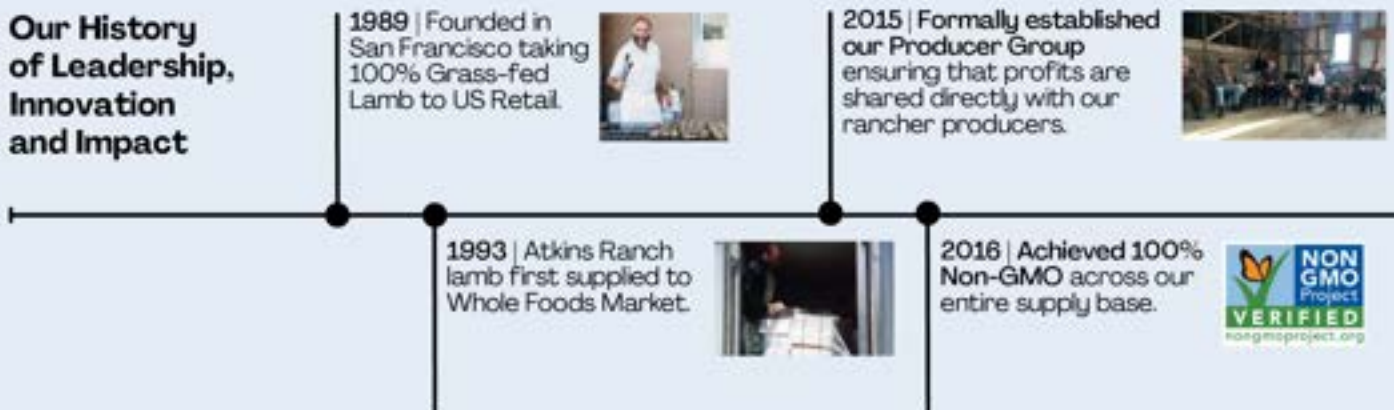 Our History
of Leadership,
Innovation
and Impact
1989 | Founded in
San Francisco taking
100% Grass-fed
Lamb to US Retail.
1993 | Atkins Ranch
lamb first supplied to
Whole Foods Market.
2015 | Formally established
our Producer Group
ensuring that profits are
shared directly with our
rancher producers.
2016 | Achieved 100%
Non-GMO across our
entire supply base.
NON
GMO
Project
VERIFIED
nongmoproject.org